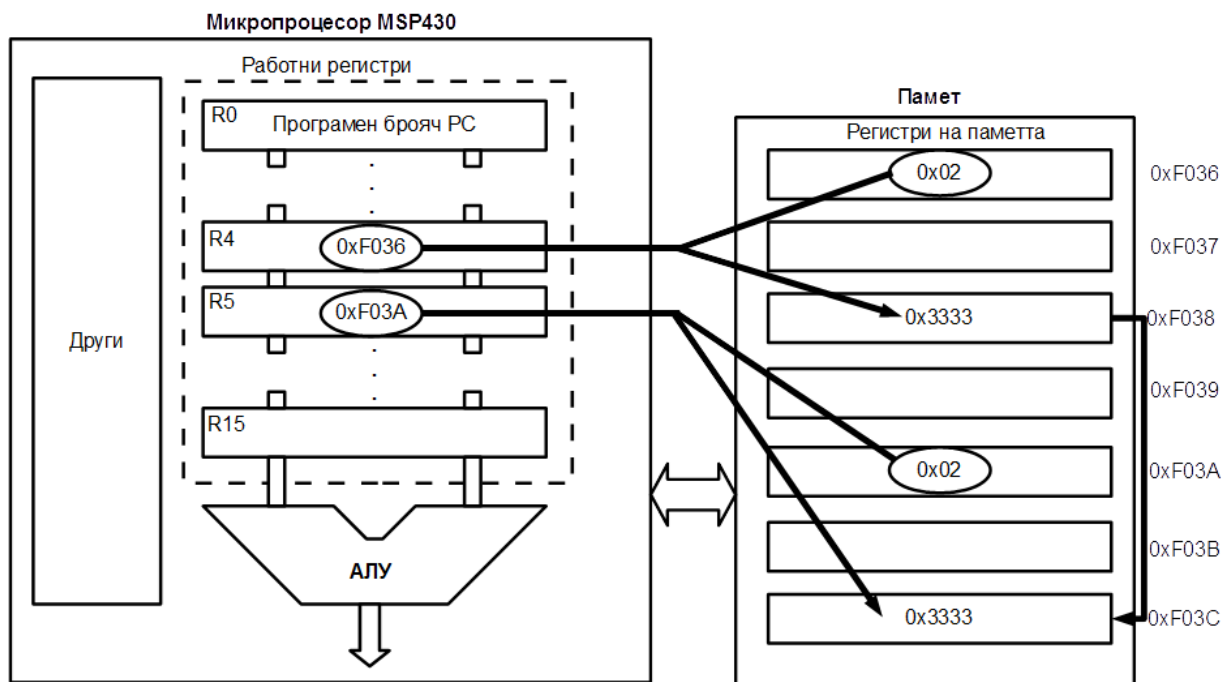 Микропроцесор MSP430
Работни регистри
R0
Програмен брояч PC
R4
0xF036
R5
0xF03A
Други
R15
АЛУ
Памет
Регистри на паметта
0x02
0xF036
0xF037
0x3333
0xF038
0xF039
0x02
0xF03A
0xF03B
0x3333
0xF03C